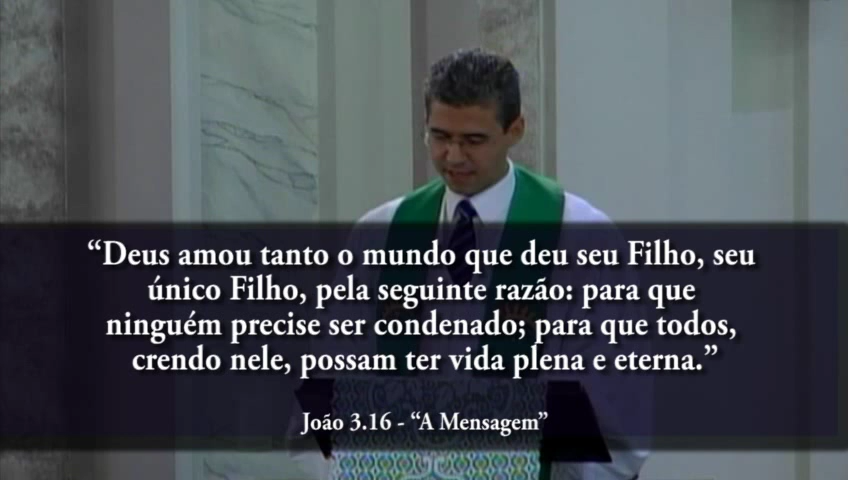 “Deus amou tanto o mundo que deu seu Filho, seu
único Filho, pela seguinte razão: para que
ninguém precise ser condenado; para que todos,
crendo nele, possam ter vida plena e eterna.”
João 3.16 - “A Mensagem”